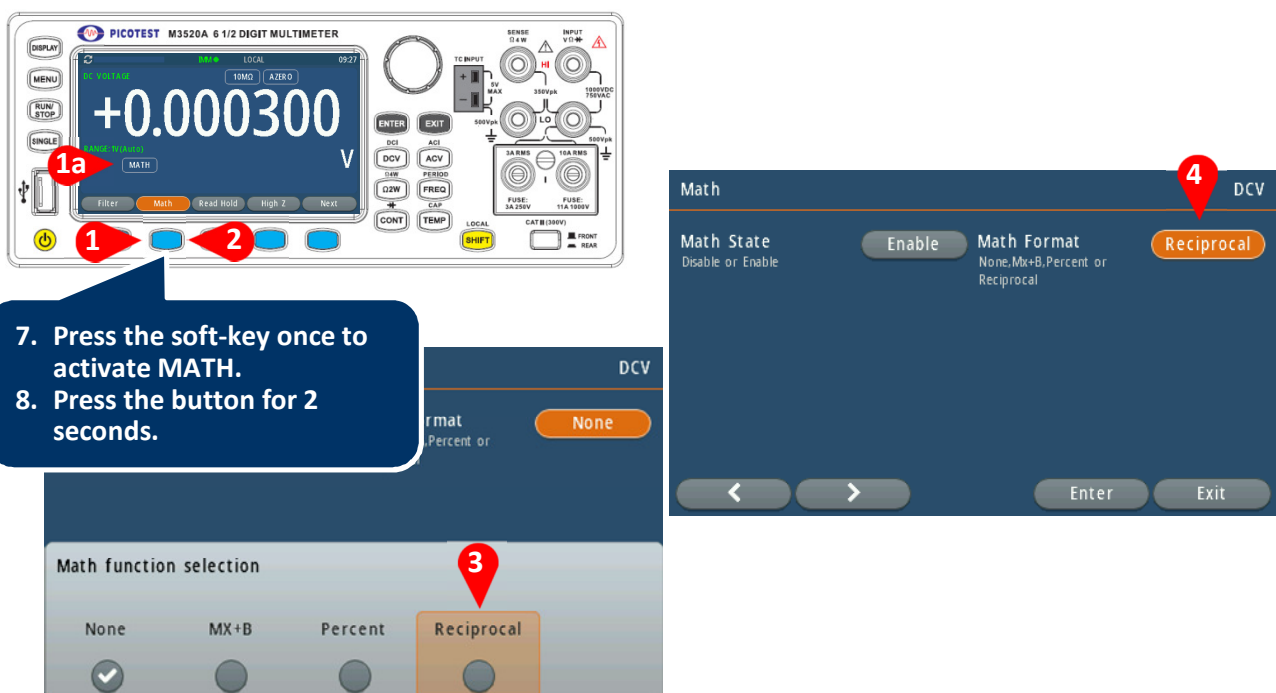 PICOTEST M3520A 6 1/2 DIGIT MULTIMETER
DISPLAY
MENU
RUN/
STOP
SINGLE
IMM LOCAL 09:27
DC VOLTAGE 10MΩ AZERO
+0.000300
V
RANGE:1V(Auto)
MATH
Filter Math Read Hold High Z Next
1a
1
2
ENTER EXIT
DCI ACI
DCV ACV
Ω4W PERIOD
Ω2W FREQ
CAP
CONT TEMP
LOCAL
SHIFT
TC INPUT
+
–
5V
MAX
SENSE
Ω 4 W
INPUT
V Ω
HI
350Vpk
1000VDC
750VAC
LO
500Vpk
500Vpk
3A RMS 10A RMS
I
FUSE: FUSE:
3A 250V 11A 1000V
CAT II (300V)
FRONT
REAR
7. Press the soft-key once to
activate MATH.
8. Press the button for 2
seconds.
DCV
rmat None
,Percent or
Math function selection
3
None MX+B Percent Reciprocal
4
Math DCV
Math State Enable Math Format Reciprocal
Disable or Enable None,Mx+B,Percent or
Reciprocal
Enter Exit